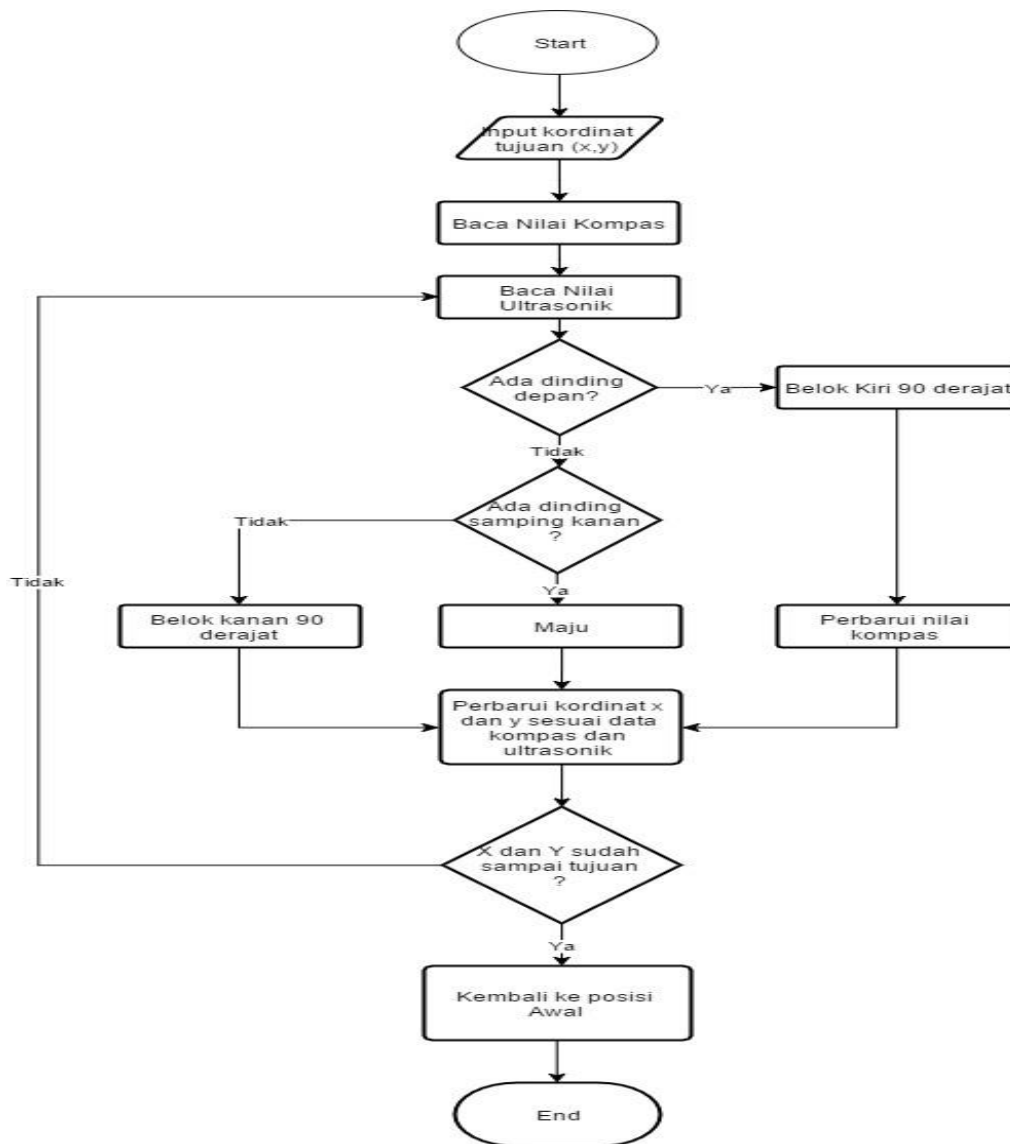 Start
Input kordinat
tujuan (x,y)
Baca Nilai Kompas
Baca Nilai
Ultrasonik
Ada dinding
depan?
Ya
Belok Kiri 90 derajat
Tidak
Ada dinding
samping kanan
?
Tidak
Ya
Tidak
Belok kanan 90
derajat
Maju
Perbarui nilai
kompas
Perbarui kordinat x
dan y sesuai data
kompas dan
ultrasonik
X dan Y sudah
sampai tujuan
?
Ya
Kembali ke posisi
Awal
End